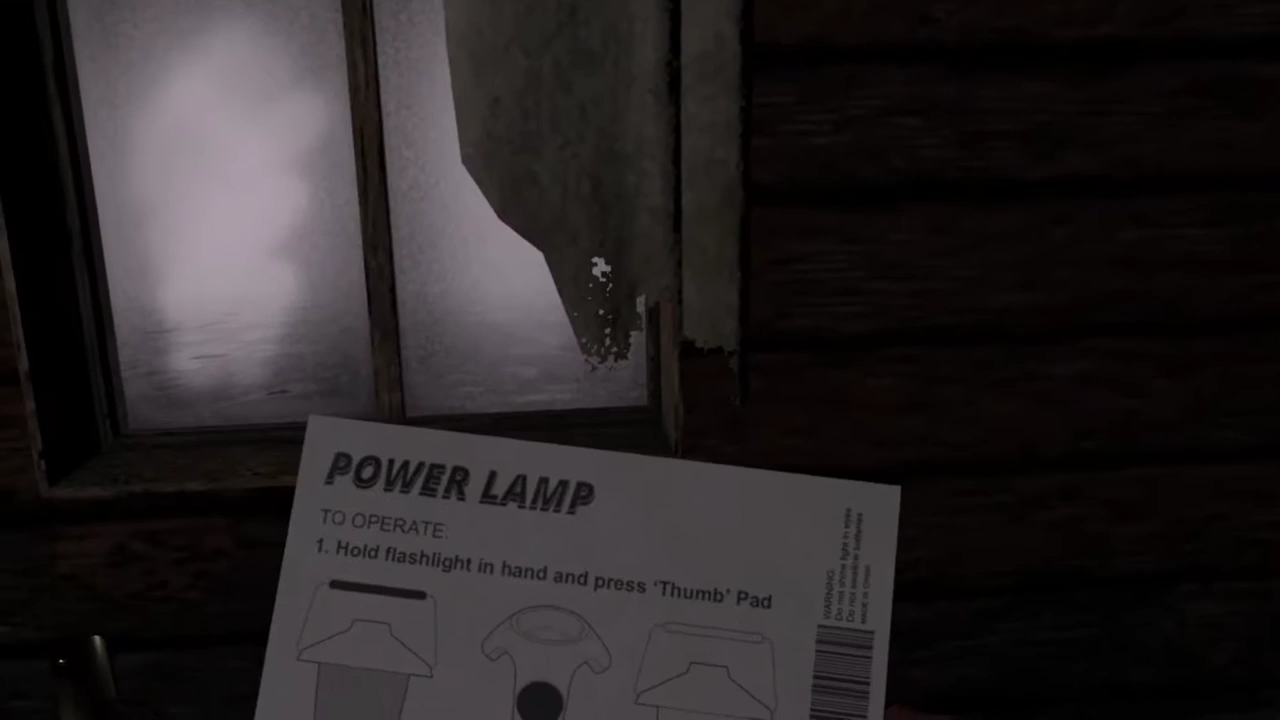 POWER LAMP
TO OPERATE:
1. Hold flashlight in hand and press ‘Thumb’ Pad
WARNING:
Do not shine light in eyes
Do not swallow batteries
MADE IN CHINA